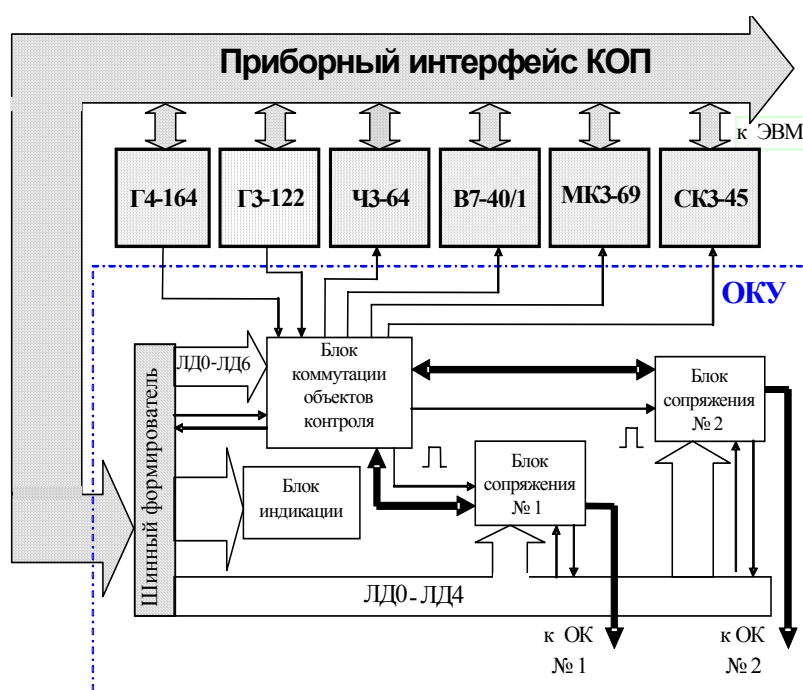 Приборный интерфейс КОП
к ЭВМ
Г4-164
Г3-122
Ч3-64
В7-40/1
МК3-69
СК3-45
ОКУ
Шинный формирователь
ЛД0-ЛД6
Блок
коммутации
объектов
контроля
Блок
сопряжения
№ 2
Блок
сопряжения
№ 1
Блок
индикации
ЛД0-ЛД4
к ОК
№ 1
к ОК
№ 2